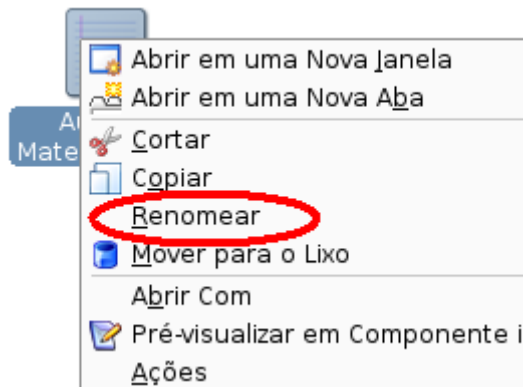 Abrir em uma Nova Janela
Abrir em uma Nova Aba
A
Mate
Cortar
Copiar
Renomear
Mover para o Lixo
Abrir Com
Pré-visualizar em Componente i
Ações